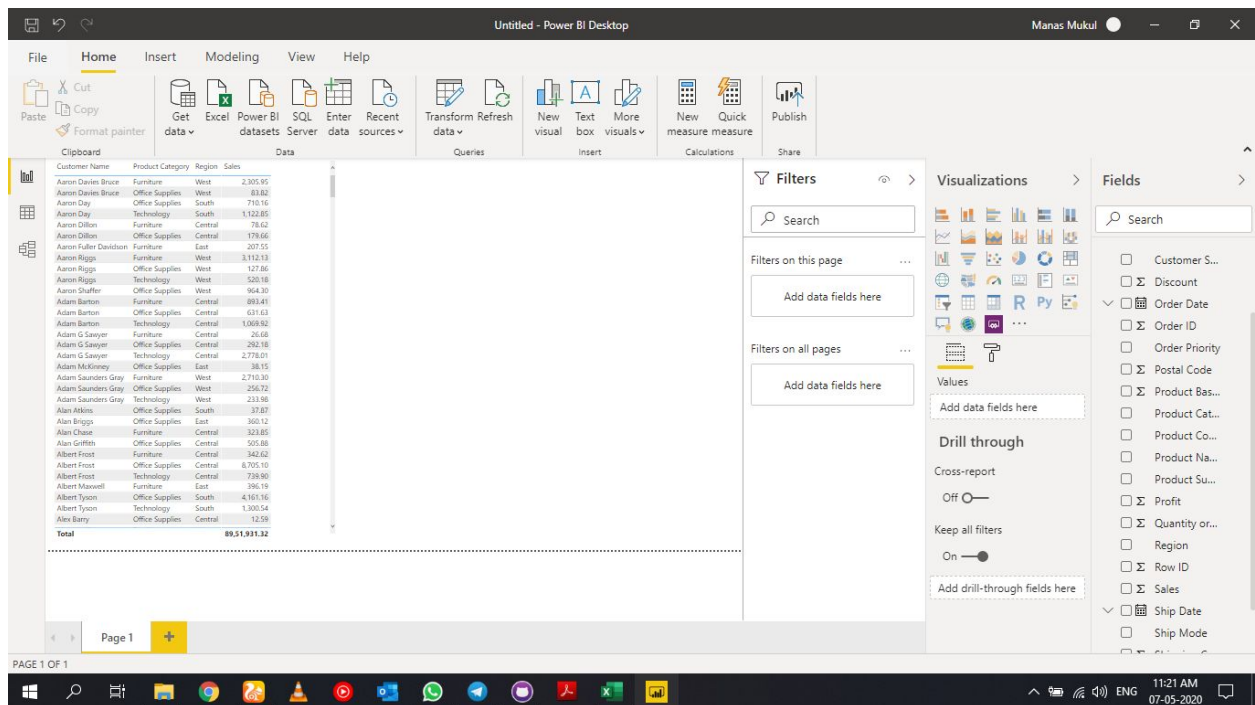 Untitled - Power BI Desktop
Manas Mukul
File Home Insert Modeling View Help
Paste
Cut
Copy
Format painter
Clipboard
Get data
Excel
Power BI datasets
SQL Server
Enter data
Recent sources
Data
Transform data
Refresh
Queries
New visual
Text box
More visuals
Insert
New measure
Quick measure
Calculations
Publish
Share
Customer Name Product Category Region Sales
Aaron Davies Bruce Furniture West 2,305.95
Aaron Davies Bruce Office Supplies West 83.82
Aaron Day Office Supplies South 710.16
Aaron Day Technology South 1,122.85
Aaron Dillon Furniture Central 78.62
Aaron Dillon Office Supplies Central 179.66
Aaron Fuller Davidson Furniture East 207.55
Aaron Riggs Furniture West 3,112.13
Aaron Riggs Office Supplies West 127.86
Aaron Riggs Technology West 520.18
Aaron Shaffer Office Supplies West 964.30
Adam Barton Furniture Central 893.41
Adam Barton Office Supplies Central 631.63
Adam Barton Technology Central 1,069.92
Adam G Sawyer Furniture Central 26.68
Adam G Sawyer Office Supplies Central 292.18
Adam G Sawyer Technology Central 2,778.01
Adam McKinney Office Supplies East 38.15
Adam Saunders Gray Furniture West 2,710.30
Adam Saunders Gray Office Supplies West 256.72
Adam Saunders Gray Technology West 233.98
Alan Atkins Office Supplies South 37.87
Alan Briggs Office Supplies East 360.12
Alan Chase Furniture Central 323.85
Alan Griffith Office Supplies Central 505.88
Albert Frost Furniture Central 342.62
Albert Frost Office Supplies Central 8,705.10
Albert Frost Technology Central 739.90
Albert Maxwell Furniture East 396.19
Albert Tyson Office Supplies South 4,161.16
Albert Tyson Technology South 1,300.54
Alex Barry Office Supplies Central 12.59
Total 89,51,931.32
Filters
Search
Filters on this page ...
Add data fields here
Filters on all pages ...
Add data fields here
Visualizations
R Py
...
Values
Add data fields here
Drill through
Cross-report
Off
Keep all filters
On
Add drill-through fields here
Fields
Search
Customer S...
Σ Discount
Order Date
Σ Order ID
Order Priority
Σ Postal Code
Σ Product Bas...
Product Cat...
Product Co...
Product Na...
Product Su...
Σ Profit
Σ Quantity or...
Region
Σ Row ID
Σ Sales
Ship Date
Ship Mode
Page 1 +
PAGE 1 OF 1
ENG
11:21 AM
07-05-2020